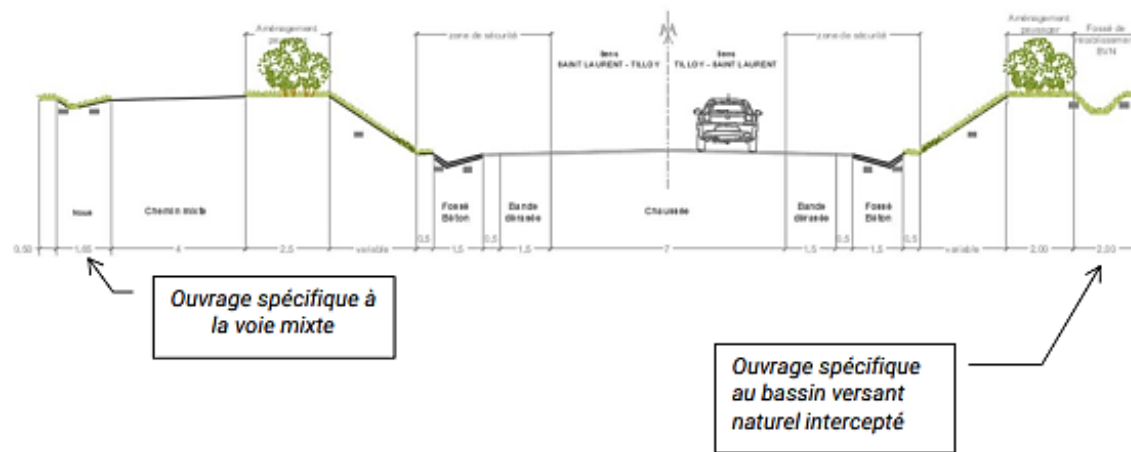 Aménagement
paysager
zone de sécurité
Sens
SAINT LAURENT - TILLOY
Sens
TILLOY - SAINT LAURENT
zone de sécurité
Aménagement
paysager
Fossé de
BVN
Noue
Chemin mixte
Fossé
Béton
Bande
dérasée
Chaussée
Bande
dérasée
Fossé
Béton
0,50
1,65
4
2,5
variable
0,5
1,5
0,5
1,5
7
1,5
0,5
1,5
0,5
variable
2,00
2,00
Ouvrage spécifique à
la voie mixte
Ouvrage spécifique
au bassin versant
naturel intercepté